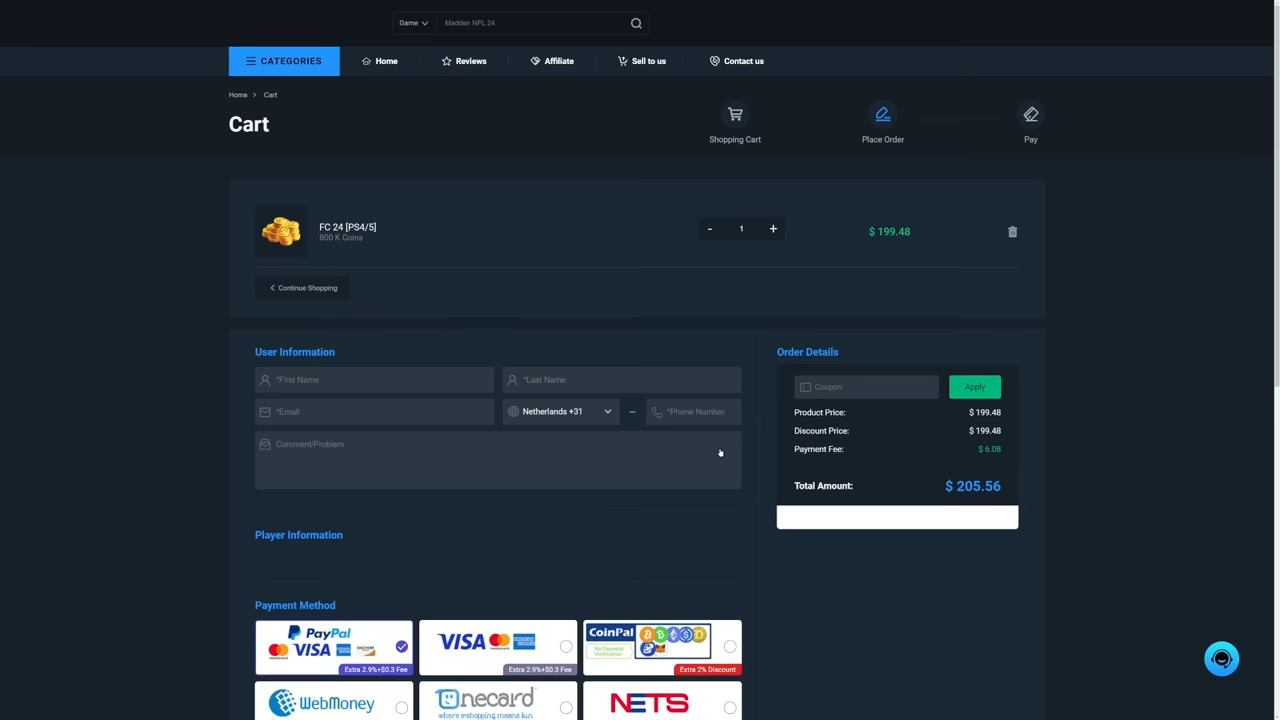 Game
Madden NFL 24
CATEGORIES
Home
Reviews
Affiliate
Sell to us
Contact us
Home > Cart
Cart
Shopping Cart
Place Order
Pay
FC 24 [PS4/5]
800 K Coins
- 1 +
$ 199.48
Continue Shopping
User Information
*First Name
*Last Name
*Email
Netherlands +31
*Phone Number
Comment/Problem
Order Details
Coupon
Apply
Product Price: $ 199.48
Discount Price: $ 199.48
Payment Fee: $ 6.08
Total Amount: $ 205.56
Player Information
Payment Method
PayPal
VISA
Extra 2.9%+$0.3 Fee
VISA
Extra 2.9%+$0.3 Fee
CoinPal
No Payment
Verification
Extra 2% Discount
WebMoney
Onecard
where eshopping means fun
NETS